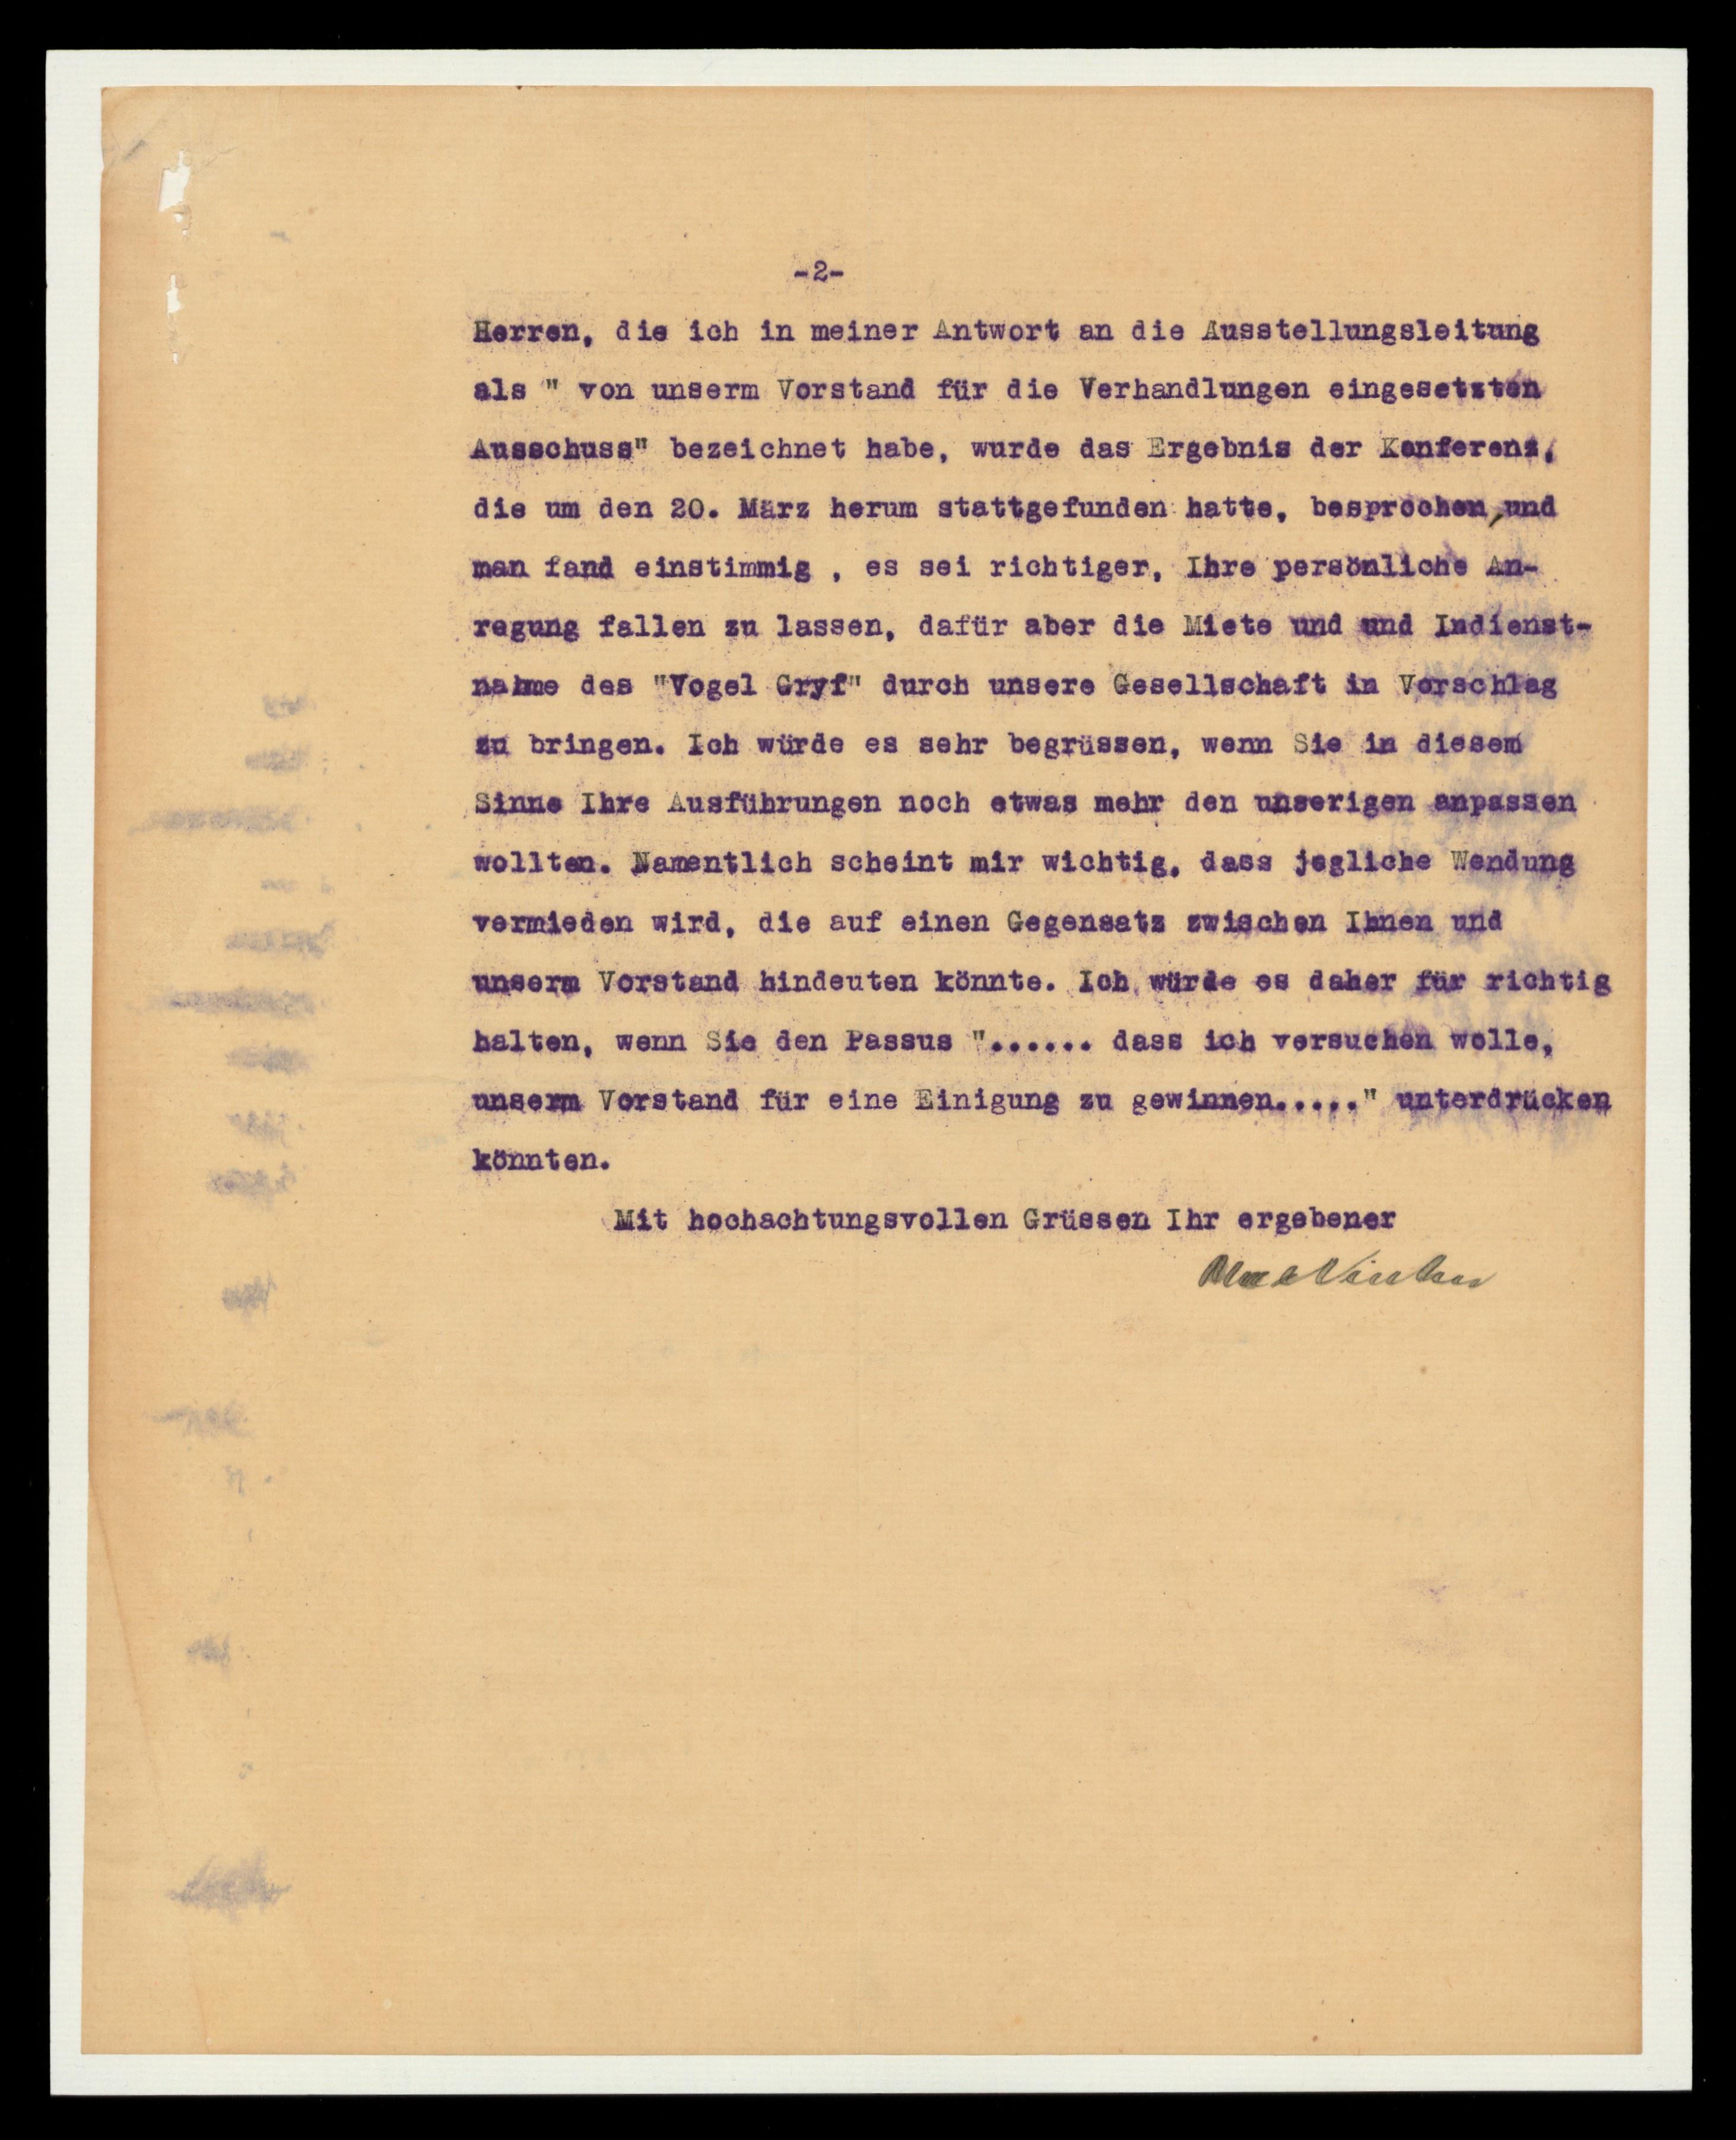 -2-
Herren, die ich in meiner Antwort an die Ausstellungsleitung
als " von unserm Vorstand für die Verhandlungen eingesetzten
Ausschuss" bezeichnet habe, wurde das Ergebnis der Konferenz,
die um den 20. März herum stattgefunden hatte, besprochen, und
man fand einstimmig , es sei richtiger, Ihre persönliche An-
regung fallen zu lassen, dafür aber die Miete und und Indienst-
nahme des "Vogel Gryf" durch unsere Gesellschaft in Vorschlag
zu bringen. Ich würde es sehr begrüssen, wenn Sie in diesem
Sinne Ihre Ausführungen noch etwas mehr den unserigen anpassen
wollten. Namentlich scheint mir wichtig, dass jegliche Wendung
vermieden wird, die auf einen Gegensatz zwischen Ihnen und
unserm Vorstand hindeuten könnte. Ich würde es daher für richtig
halten, wenn Sie den Passus "...... dass ich versuchen wolle,
unserm Vorstand für eine Einigung zu gewinnen....." unterdrücken
könnten.
Mit hochachtungsvollen Grüssen Ihr ergebener